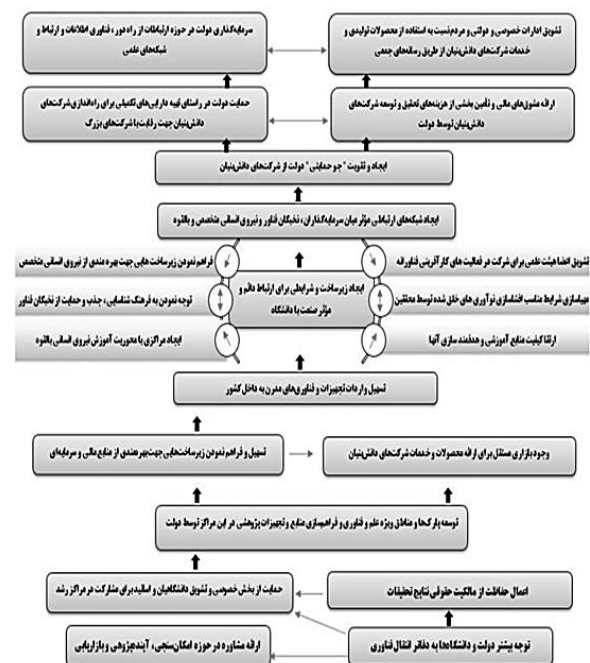 تشویق ادارات خصوصی و دولتی و مردم نسبت به استفاده از محصولات تولیدی و
خدمات شرکت‌های دانش‌بنیان از طریق رسانه‌های جمعی
سرمایه‌گذاری دولت در حوزه ارتباطات از راه دور، فناوری اطلاعات و ارتباط و
شبکه‌های علمی
ارائه مشوق‌های مالی و تأمین بخشی از هزینه‌های تحقیق و توسعه شرکت‌های
دانش‌بنیان توسط دولت
حمایت دولت در راستای تهیه دارایی‌های تکمیلی برای راه‌اندازی شرکت‌های
دانش‌بنیان جهت رقابت با شرکت‌های بزرگ
ایجاد و تقویت "جو حمایتی" دولت از شرکت‌های دانش‌بنیان
ایجاد شبکه‌های ارتباطی مؤثر میان سرمایه‌گذاران، نخبگان فناور و نیروی انسانی متخصص و بالقوه
تشویق اعضا هیئت علمی برای شرکت در فعالیت های کار آفرینی فناورانه
مهیاسازی شرایط مناسب افشاسازی نوآوری های خلق شده توسط محققین
ارتقا کیفیت منابع آموزشی و هدفمند سازی آنها
ایجاد زیرساخت و شرایطی برای ارتباط دائم و
مؤثر صنعت با دانشگاه
فراهم نمودن زیرساخت هایی جهت بهره مندی از نیروی انسانی متخصص
توجه نمودن به فرهنگ شناسایی، جذب و حمایت از نخبگان فناور
ایجاد مراکزی با محوریت آموزش نیروی انسانی بالقوه
تسهیل واردات تجهیزات و فناوری‌های مدرن به داخل کشور
وجود بازاری مستقل برای ارائه محصولات و خدمات شرکت‌های دانش‌بنیان
تسهیل و فراهم نمودن زیرساخت‌هایی جهت بهره‌مندی از منابع مالی و سرمایه‌ای
توسعه پارک‌ها و مناطق ویژه علم و فناوری و فراهم‌سازی منابع و تجهیزات پژوهشی در این مراکز توسط دولت
اعمال حفاظت از مالکیت حقوقی نتایج تحقیقات
حمایت از بخش خصوصی و تشویق دانشگاهیان و اساتید برای مشارکت در مراکز رشد
توجه بیشتر دولت و دانشگاه‌ها به دفاتر انتقال فناوری
ارائه مشاوره در حوزه امکان‌سنجی، آینده‌پژوهی و بازاریابی